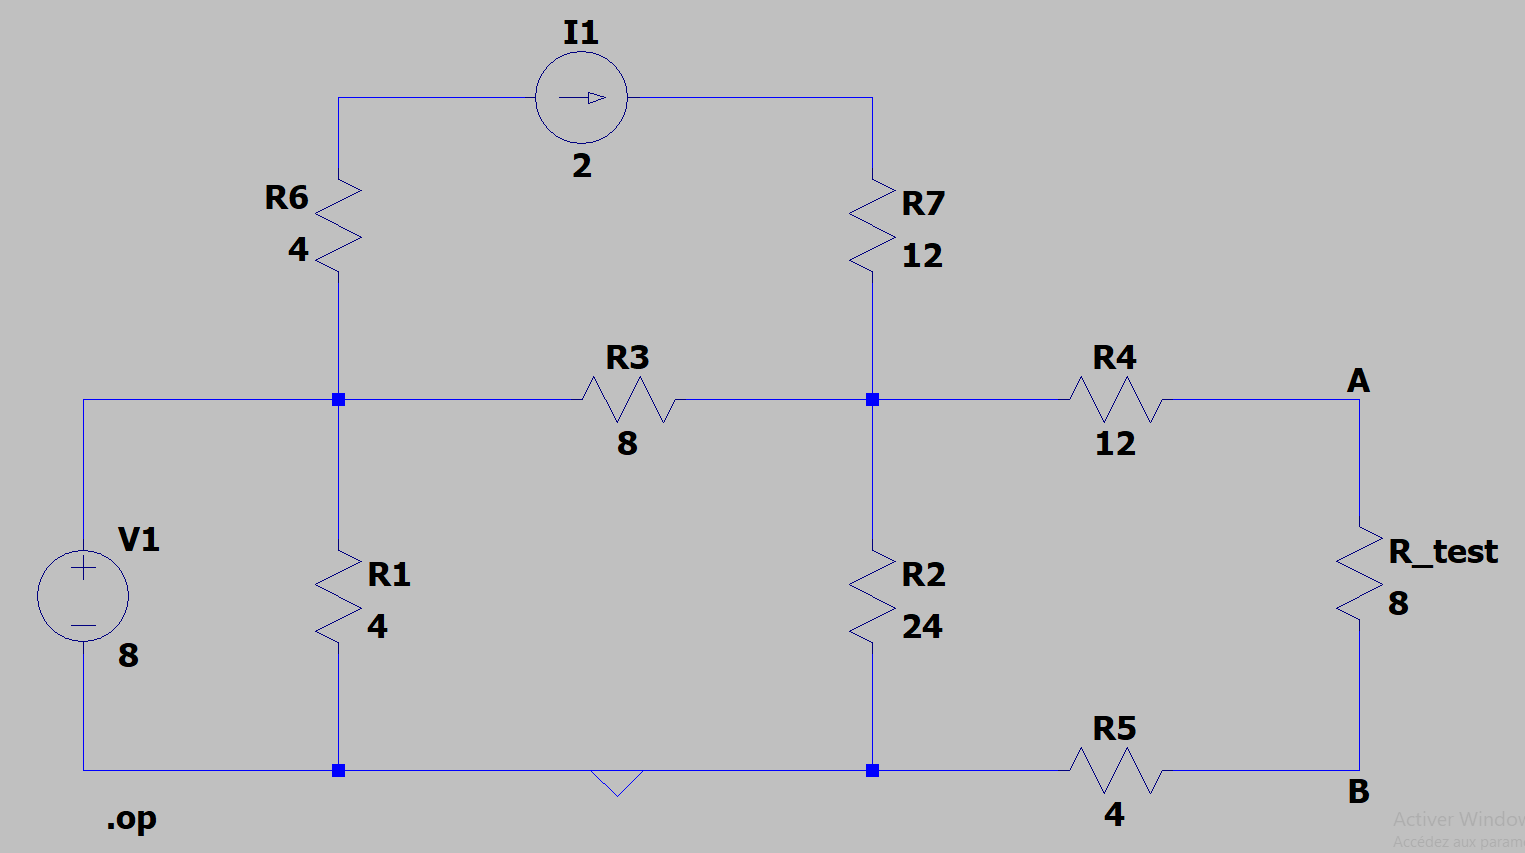 I1
2
R6
4
R7
12
R3
8
R4
12
A
V1
8
R1
4
R2
24
R_test
8
R5
4
B
.op
Activer Window
Accédez aux param